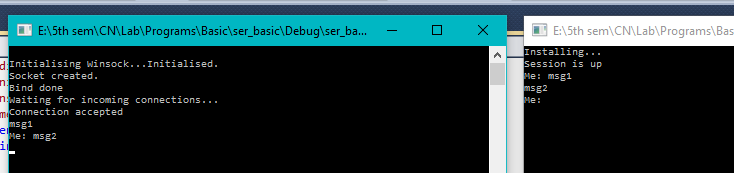 E:\5th sem\CN\Lab\Programs\Basic\ser_basic\Debug\ser_ba...
Initialising Winsock...Initialised.
Socket created.
Bind done
Waiting for incoming connections...
Connection accepted
msg1
Me: msg2
E:\5th sem\CN\Lab\Programs\Bas
Installing...
Session is up
Me: msg1
msg2
Me: